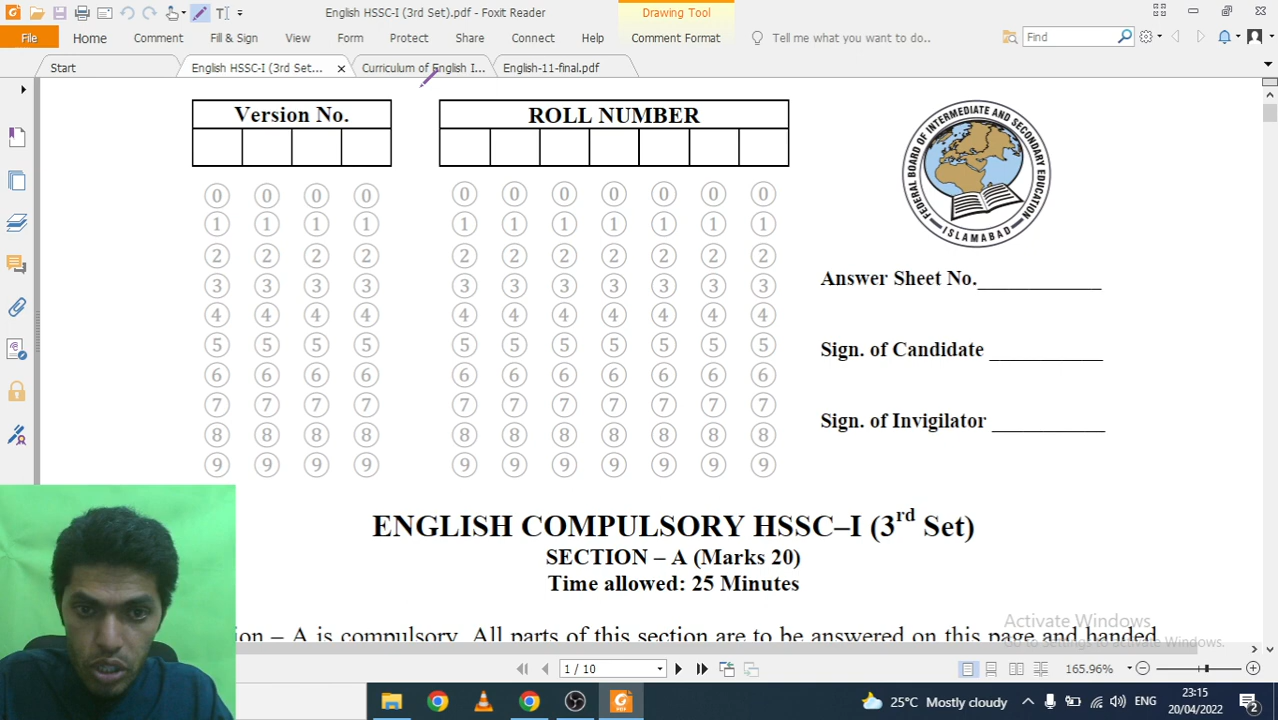 English HSSC-I (3rd Set).pdf - Foxit Reader
Drawing Tool
File
Home
Comment
Fill & Sign
View
Form
Protect
Share
Connect
Help
Comment Format
Tell me what you want to do..
Find
Start
English HSSC-I (3rd Set...
Curriculum of English I...
English-11-final.pdf
Version No.
ROLL NUMBER
0 0 0 0 0 0 0 0 0 0 0
1 1 1 1 1 1 1 1 1 1 1
2 2 2 2 2 2 2 2 2 2 2
3 3 3 3 3 3 3 3 3 3 3
4 4 4 4 4 4 4 4 4 4 4
5 5 5 5 5 5 5 5 5 5 5
6 6 6 6 6 6 6 6 6 6 6
7 7 7 7 7 7 7 7 7 7 7
8 8 8 8 8 8 8 8 8 8 8
9 9 9 9 9 9 9 9 9 9 9
FEDERAL BOARD OF INTERMEDIATE AND SECONDARY EDUCATION
ISLAMABAD
Answer Sheet No.____________
Sign. of Candidate ___________
Sign. of Invigilator ___________
ENGLISH COMPULSORY HSSC–I (3rd Set)
SECTION – A (Marks 20)
Time allowed: 25 Minutes
ion – A is compulsory. All parts of this section are to be answered on this page and handed
Activate Windows
Go to Settings to activate Windows.
1 / 10
165.96%
25°C Mostly cloudy
ENG
23:15
20/04/2022
2